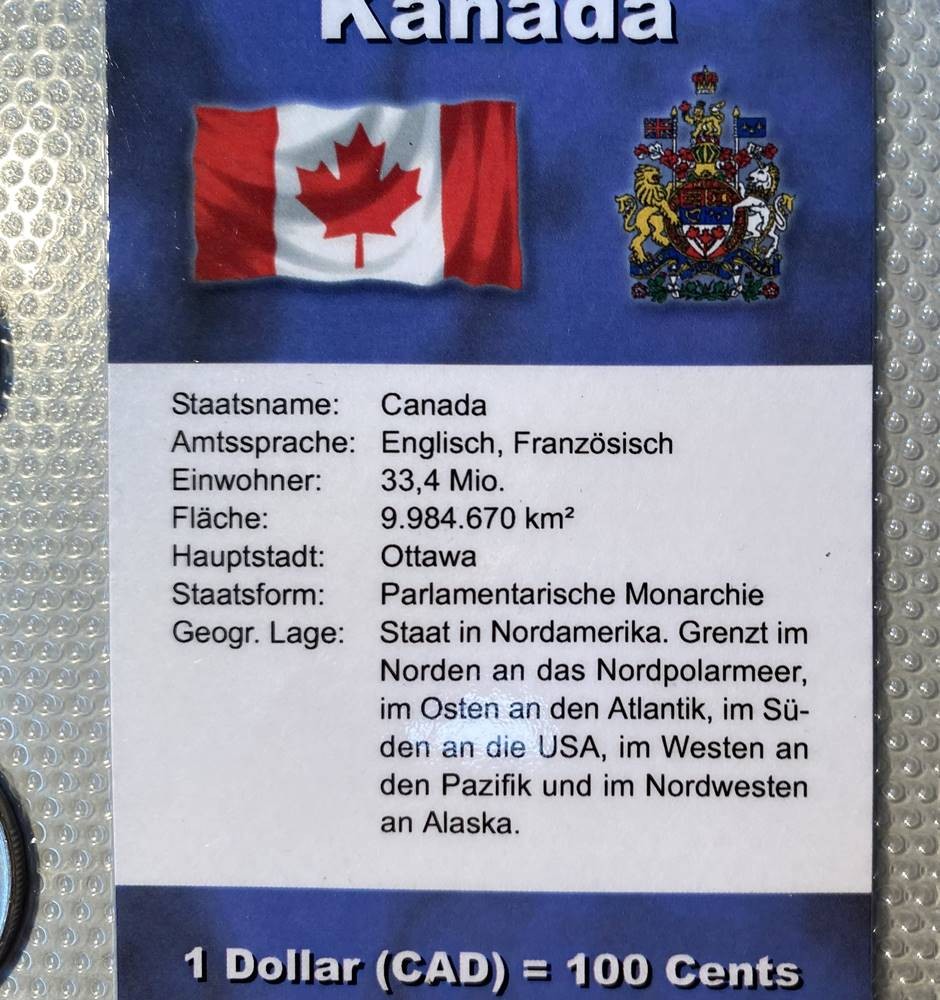 Kanada
Staatsname: Canada
Amtssprache: Englisch, Französisch
Einwohner: 33,4 Mio.
Fläche: 9.984.670 km²
Hauptstadt: Ottawa
Staatsform: Parlamentarische Monarchie
Geogr. Lage: Staat in Nordamerika. Grenzt im
Norden an das Nordpolarmeer,
im Osten an den Atlantik, im Sü-
den an die USA, im Westen an
den Pazifik und im Nordwesten
an Alaska.
1 Dollar (CAD) = 100 Cents